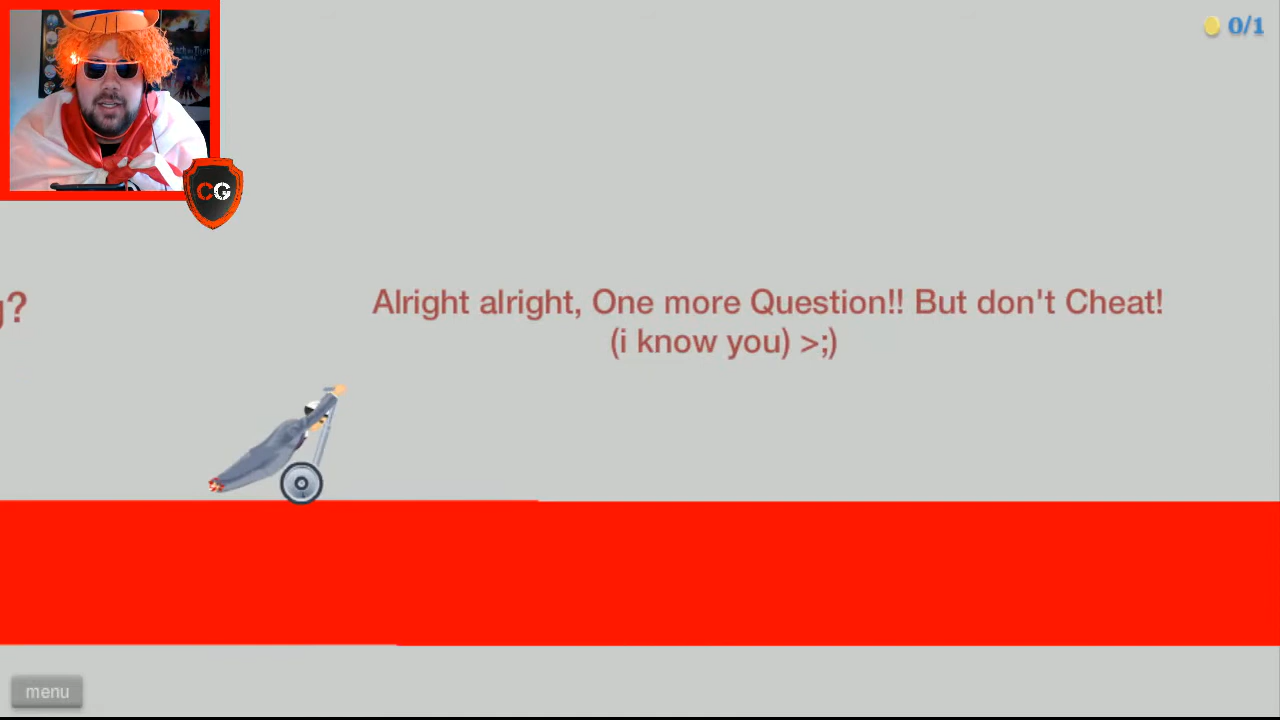 0/1
g?
Alright alright, One more Question!! But don't Cheat!
(i know you) >;)
CG
menu